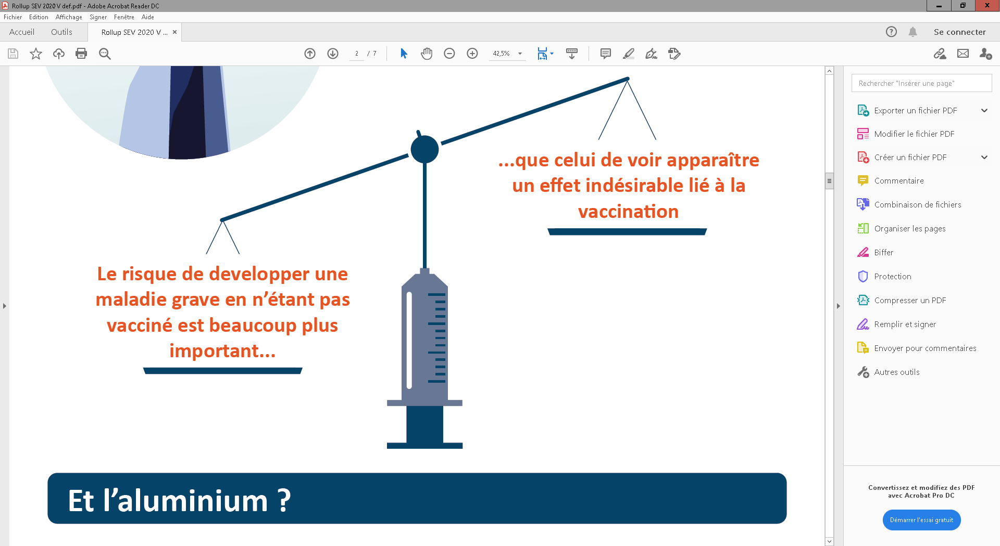 Rollup SEV 2020 V def.pdf - Adobe Acrobat Reader DC
Fichier Edition Affichage Signer Fenêtre Aide
Accueil Outils Rollup SEV 2020 V ... × Se connecter
2 / 7 42,5%
Rechercher "Insérer une page"
Exporter un fichier PDF
Modifier le fichier PDF
Créer un fichier PDF
Commentaire
Combinaison de fichiers
Organiser les pages
Biffer
Protection
Compresser un PDF
Remplir et signer
Envoyer pour commentaires
Autres outils
Convertissez et modifiez des PDF
avec Acrobat Pro DC
Démarrer l'essai gratuit
...que celui de voir apparaître
un effet indésirable lié à la
vaccination
Le risque de developper une
maladie grave en n’étant pas
vacciné est beaucoup plus
important...
Et l’aluminium ?